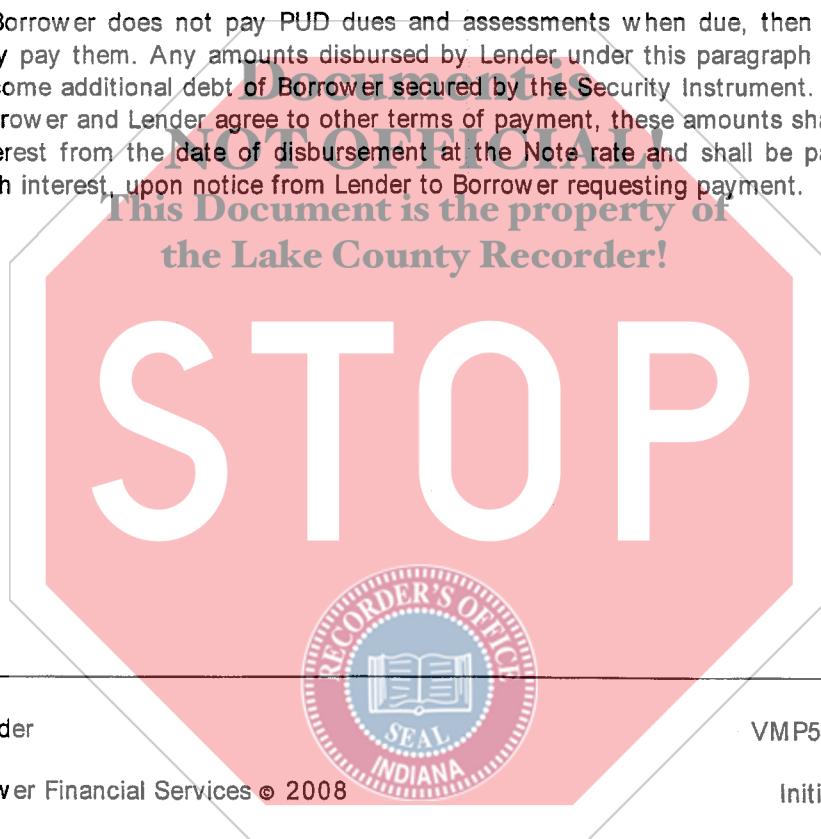 Borrower does not pay PUD dues and assessments when due, then
y pay them. Any amounts disbursed by Lender under this paragraph
ome additional debt of Borrower secured by the Security Instrument.
rower and Lender agree to other terms of payment, these amounts sha
erest from the date of disbursement at the Note rate and shall be pa
h interest, upon notice from Lender to Borrower requesting payment.
Document is
NOT OFFICIAL!
This Document is the property of
the Lake County Recorder!
STOP
RECORDER'S OFFICE
SEAL
INDIANA
der
VMP5
wer Financial Services © 2008
Initi